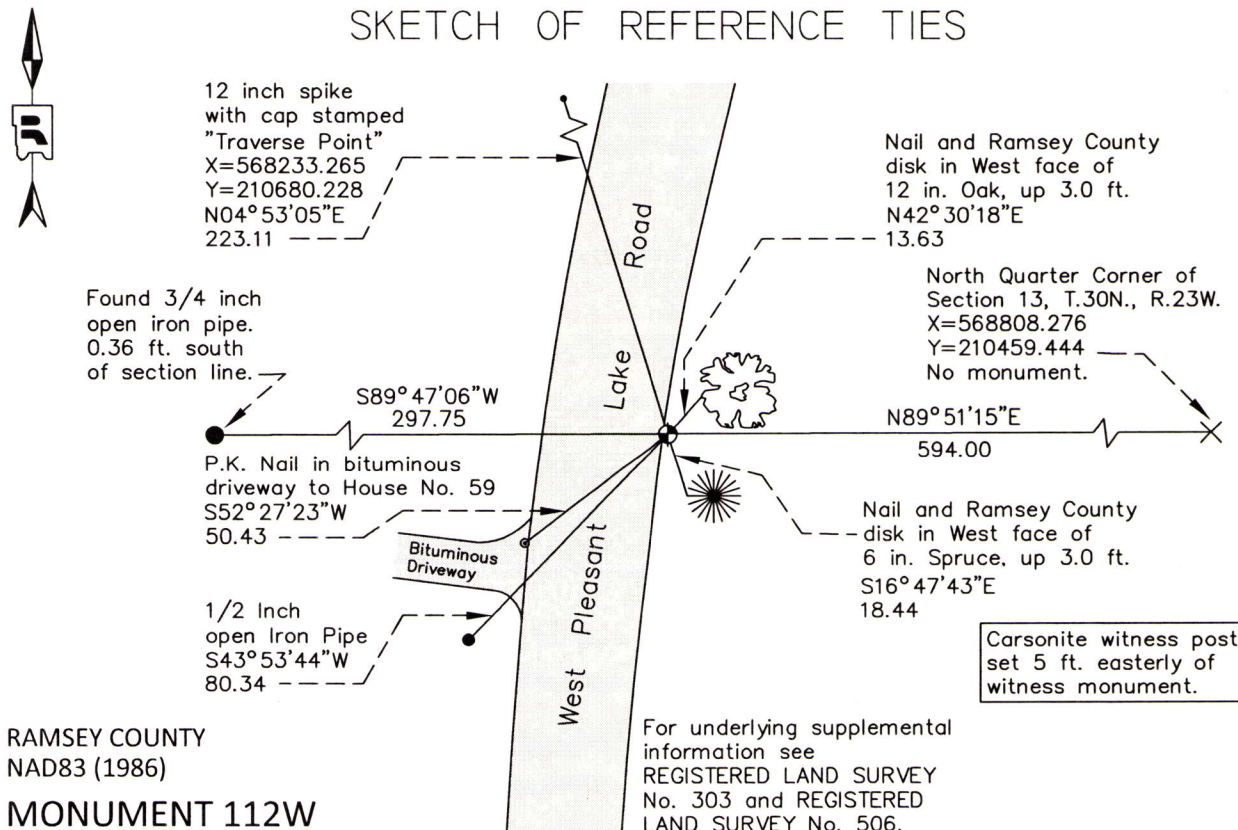 SKETCH OF REFERENCE TIES
12 inch spike
with cap stamped
"Traverse Point"
X=568233.265
Y=210680.228
N04°53'05"E
223.11
Nail and Ramsey County
disk in West face of
12 in. Oak, up 3.0 ft.
N42°30'18"E
13.63
Found 3/4 inch
open iron pipe.
0.36 ft. south
of section line.
North Quarter Corner of
Section 13, T.30N., R.23W.
X=568808.276
Y=210459.444
No monument.
S89°47'06"W
297.75
N89°51'15"E
594.00
P.K. Nail in bituminous
driveway to House No. 59
S52°27'23"W
50.43
Bituminous
Driveway
West Pleasant Lake Road
Nail and Ramsey County
disk in West face of
6 in. Spruce, up 3.0 ft.
S16°47'43"E
18.44
1/2 Inch
open Iron Pipe
S43°53'44"W
80.34
Carsonite witness post
set 5 ft. easterly of
witness monument.
RAMSEY COUNTY
NAD83 (1986)
MONUMENT 112W
For underlying supplemental
information see
REGISTERED LAND SURVEY
No. 303 and REGISTERED
LAND SURVEY No. 506.
R